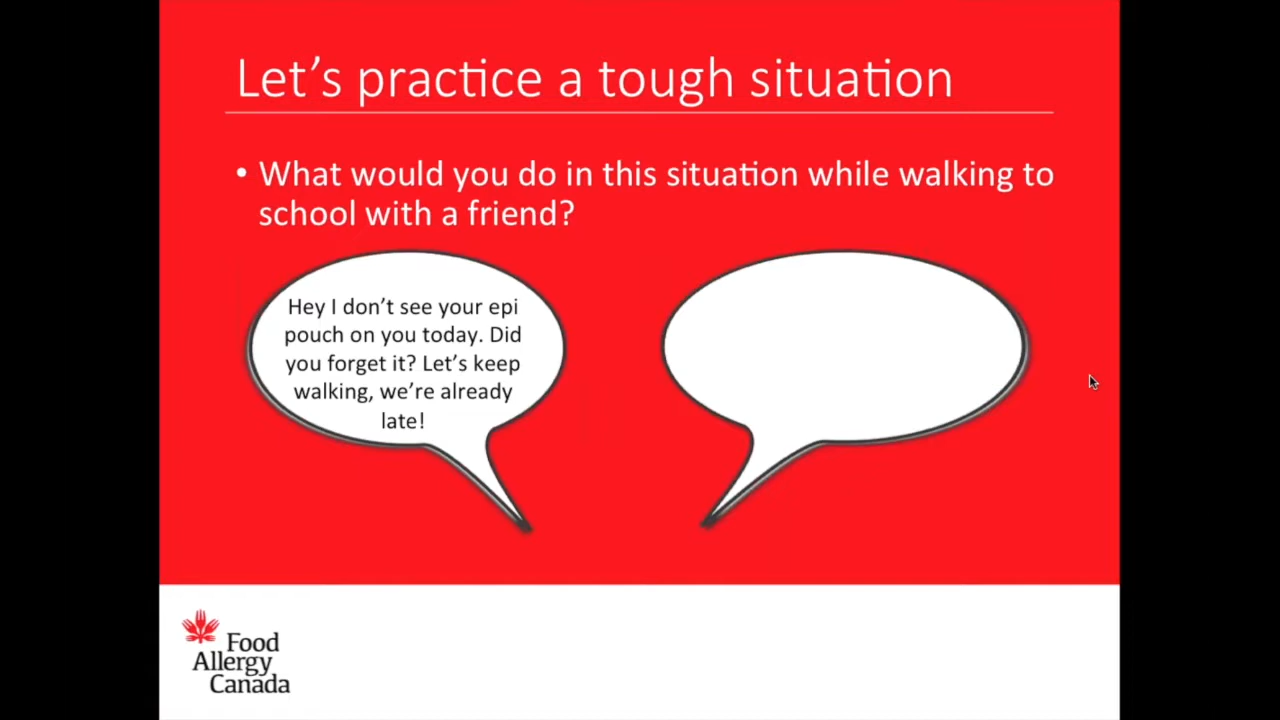 Let's practice a tough situation
• What would you do in this situation while walking to
school with a friend?
Hey I don't see your epi
pouch on you today. Did
you forget it? Let's keep
walking, we're already
late!
Food
Allergy
Canada